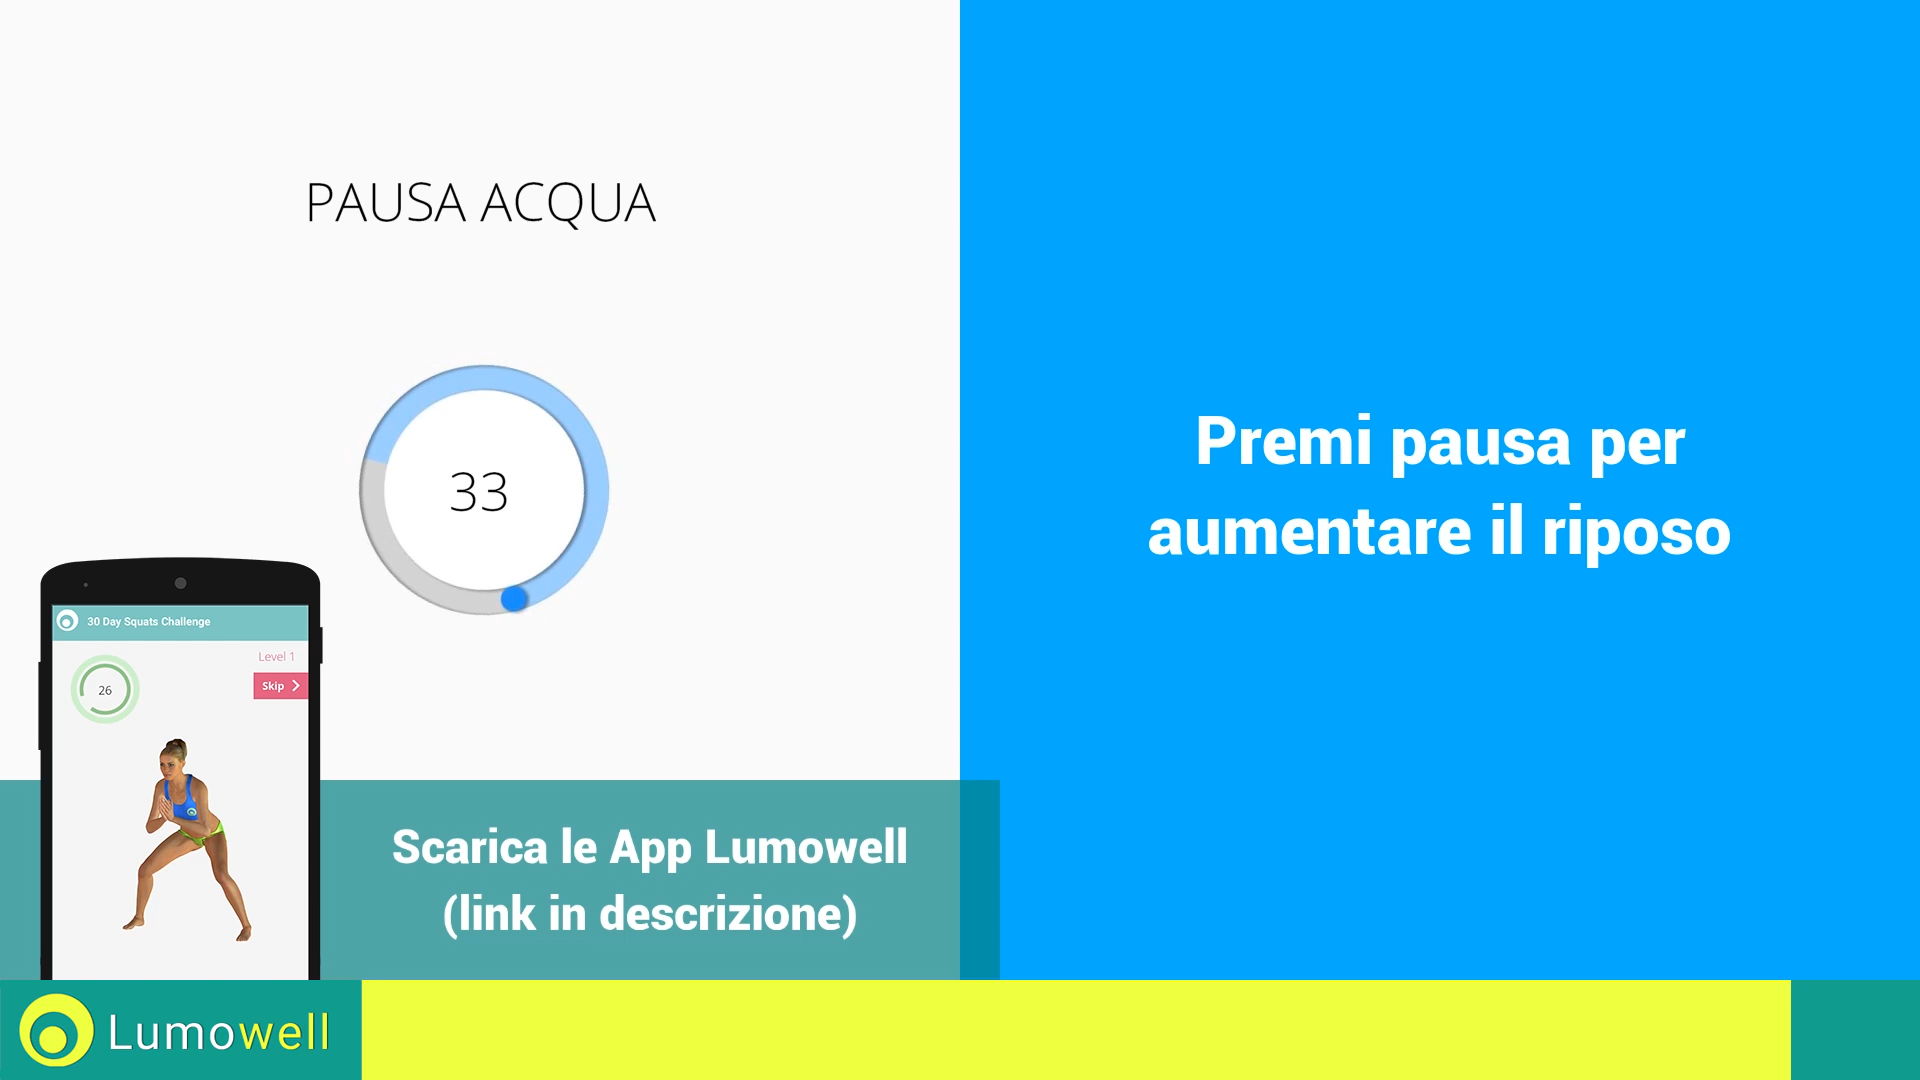 PAUSA ACQUA
33
Premi pausa per
aumentare il riposo
30 Day Squats Challenge
Level 1
26
Skip
Scarica le App Lumowell
(link in descrizione)
Lumowell